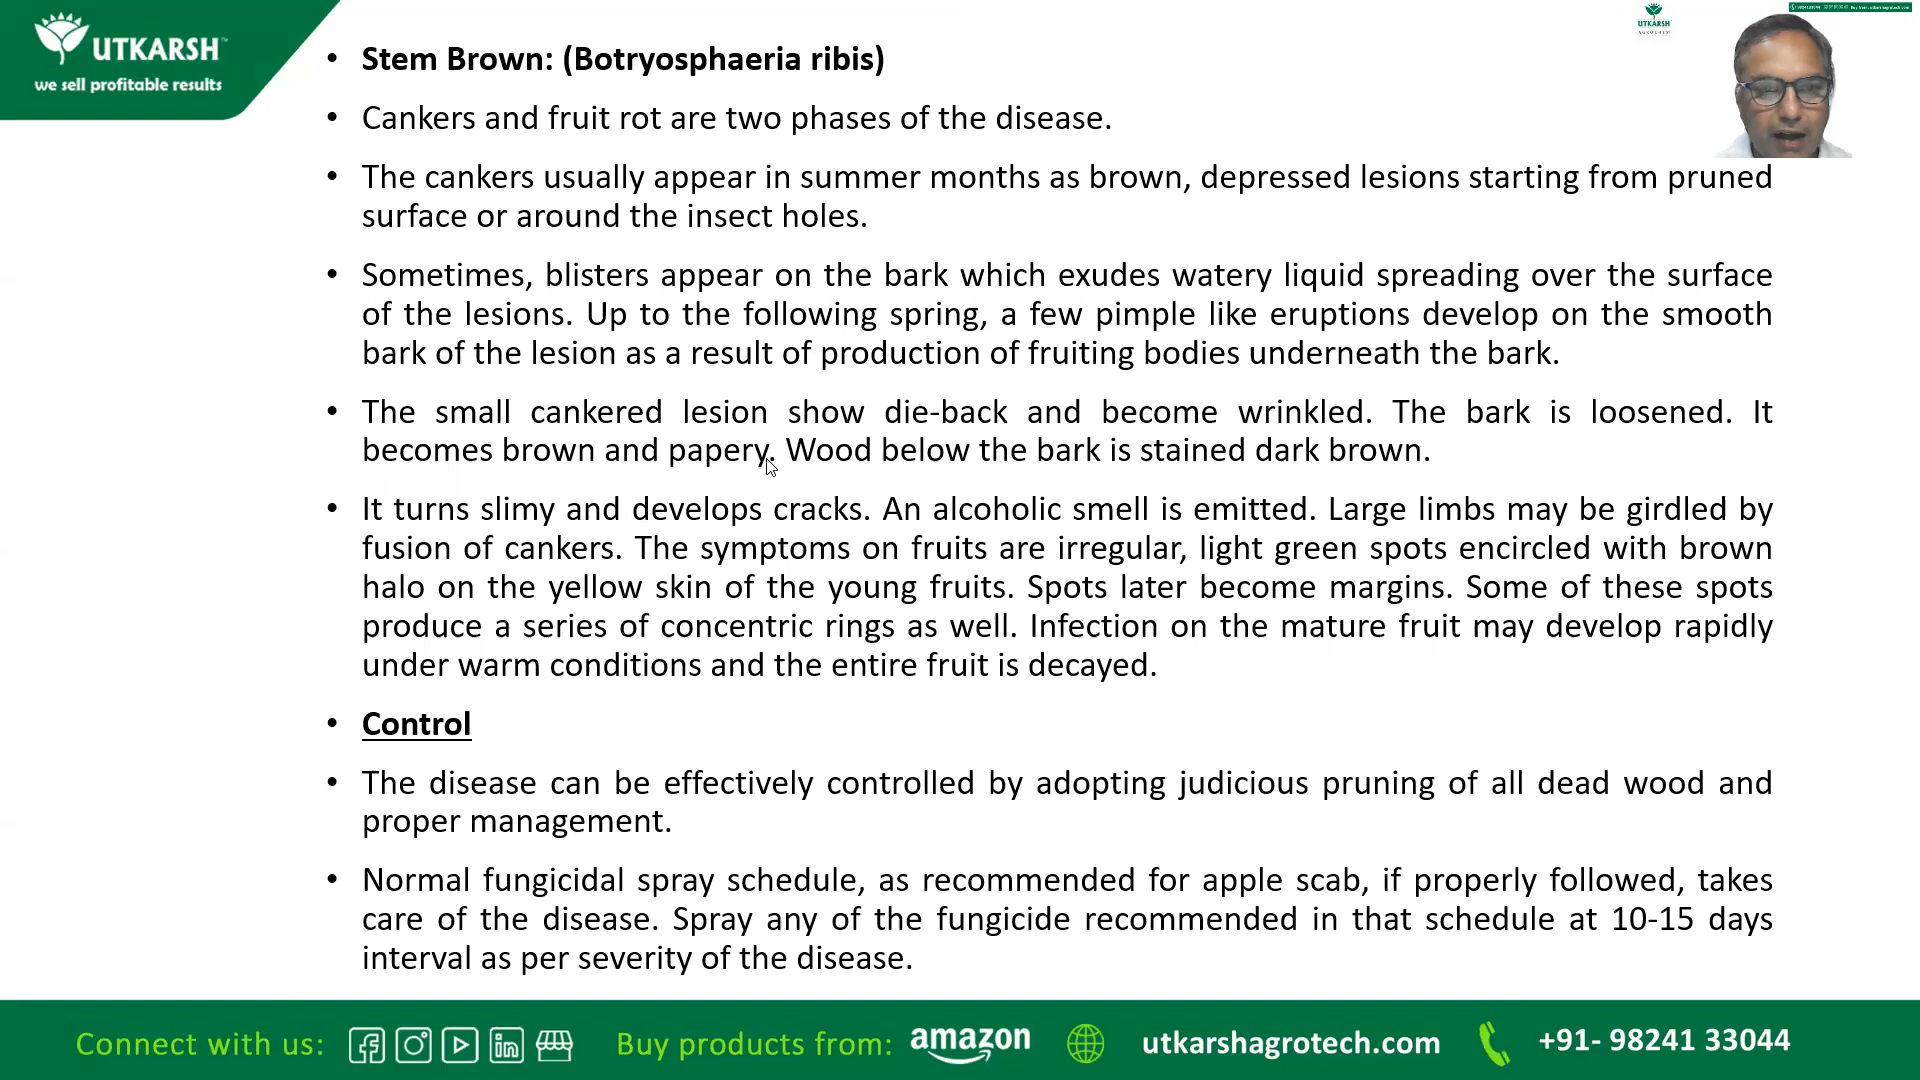 UTKARSH
we sell profitable results
UTKARSH
AGROCHEM
• Stem Brown: (Botryosphaeria ribis)
• Cankers and fruit rot are two phases of the disease.
• The cankers usually appear in summer months as brown, depressed lesions starting from pruned
surface or around the insect holes.
• Sometimes, blisters appear on the bark which exudes watery liquid spreading over the surface
of the lesions. Up to the following spring, a few pimple like eruptions develop on the smooth
bark of the lesion as a result of production of fruiting bodies underneath the bark.
• The small cankered lesion show die-back and become wrinkled. The bark is loosened. It
becomes brown and papery. Wood below the bark is stained dark brown.
• It turns slimy and develops cracks. An alcoholic smell is emitted. Large limbs may be girdled by
fusion of cankers. The symptoms on fruits are irregular, light green spots encircled with brown
halo on the yellow skin of the young fruits. Spots later become margins. Some of these spots
produce a series of concentric rings as well. Infection on the mature fruit may develop rapidly
under warm conditions and the entire fruit is decayed.
• Control
• The disease can be effectively controlled by adopting judicious pruning of all dead wood and
proper management.
• Normal fungicidal spray schedule, as recommended for apple scab, if properly followed, takes
care of the disease. Spray any of the fungicide recommended in that schedule at 10-15 days
interval as per severity of the disease.
Connect with us: Buy products from: amazon utkarshagrotech.com +91- 98241 33044